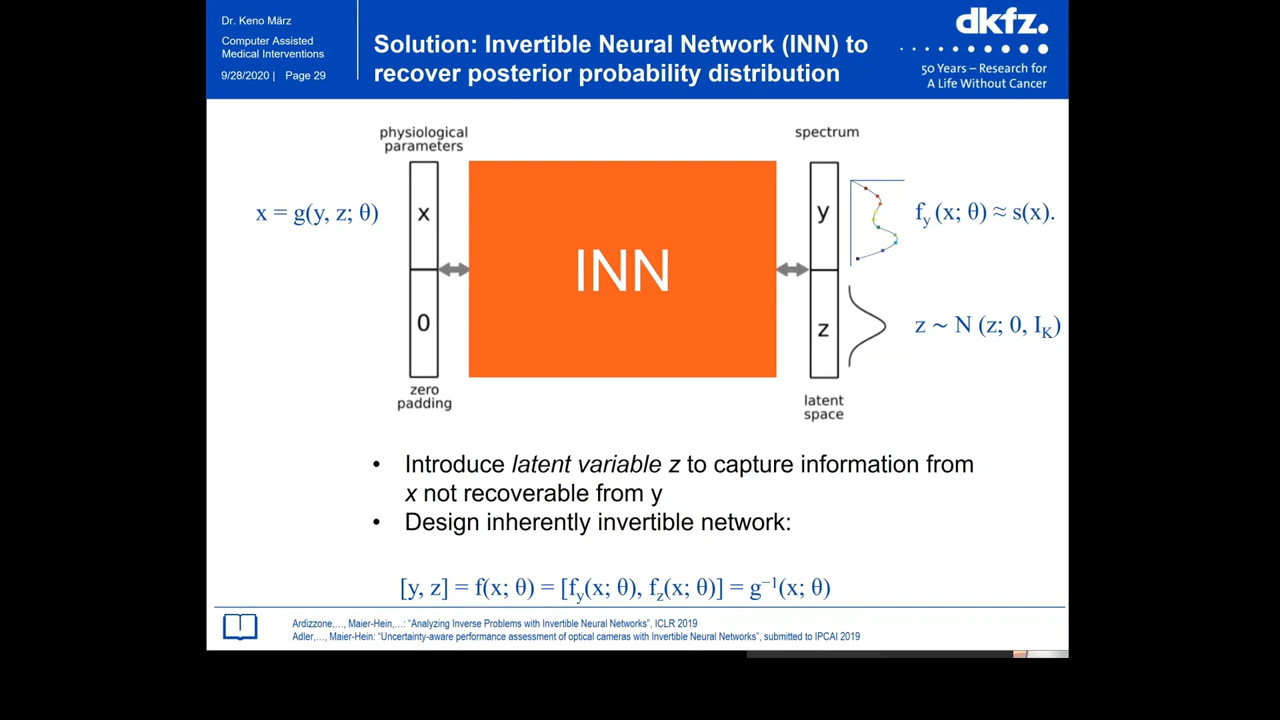 Dr. Keno März
Computer Assisted
Medical Interventions
9/28/2020 | Page 29
Solution: Invertible Neural Network (INN) to
recover posterior probability distribution
dkfz.
50 Years – Research for
A Life Without Cancer
physiological
parameters
spectrum
x = g(y, z; θ)
x
INN
y
f_y (x; θ) ≈ s(x).
0
z
z ~ N (z; 0, I_K)
zero
padding
latent
space
• Introduce latent variable z to capture information from
x not recoverable from y
• Design inherently invertible network:
[y, z] = f(x; θ) = [f_y(x; θ), f_z(x; θ)] = g⁻¹(x; θ)
Ardizzone,…, Maier-Hein,…: “Analyzing Inverse Problems with Invertible Neural Networks”, ICLR 2019
Adler,…, Maier-Hein: “Uncertainty-aware performance assessment of optical cameras with Invertible Neural Networks”, submitted to IPCAI 2019